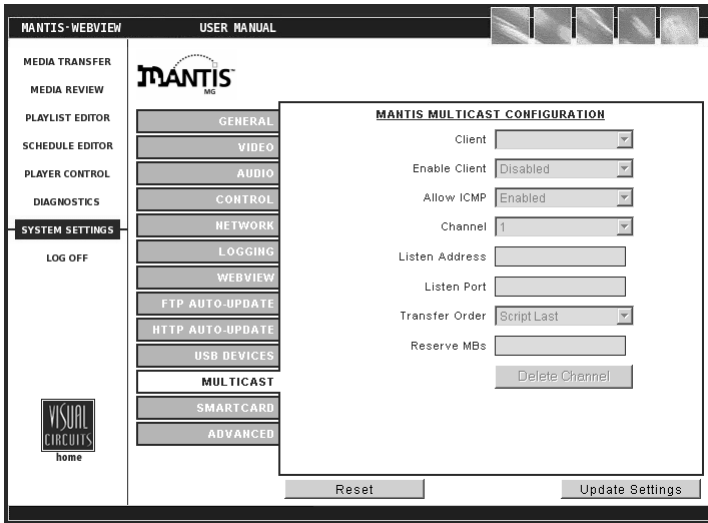 MANTIS-WEBVIEW USER MANUAL
MEDIA TRANSFER
MEDIA REVIEW
PLAYLIST EDITOR
SCHEDULE EDITOR
PLAYER CONTROL
DIAGNOSTICS
SYSTEM SETTINGS
LOG OFF
VISUAL
CIRCUITS
home
MANTIS
MG
GENERAL
VIDEO
AUDIO
CONTROL
NETWORK
LOGGING
WEBVIEW
FTP AUTO-UPDATE
HTTP AUTO-UPDATE
USB DEVICES
MULTICAST
SMARTCARD
ADVANCED
MANTIS MULTICAST CONFIGURATION
Client
Enable Client Disabled
Allow ICMP Enabled
Channel 1
Listen Address
Listen Port
Transfer Order Script Last
Reserve MBs
Delete Channel
Reset Update Settings